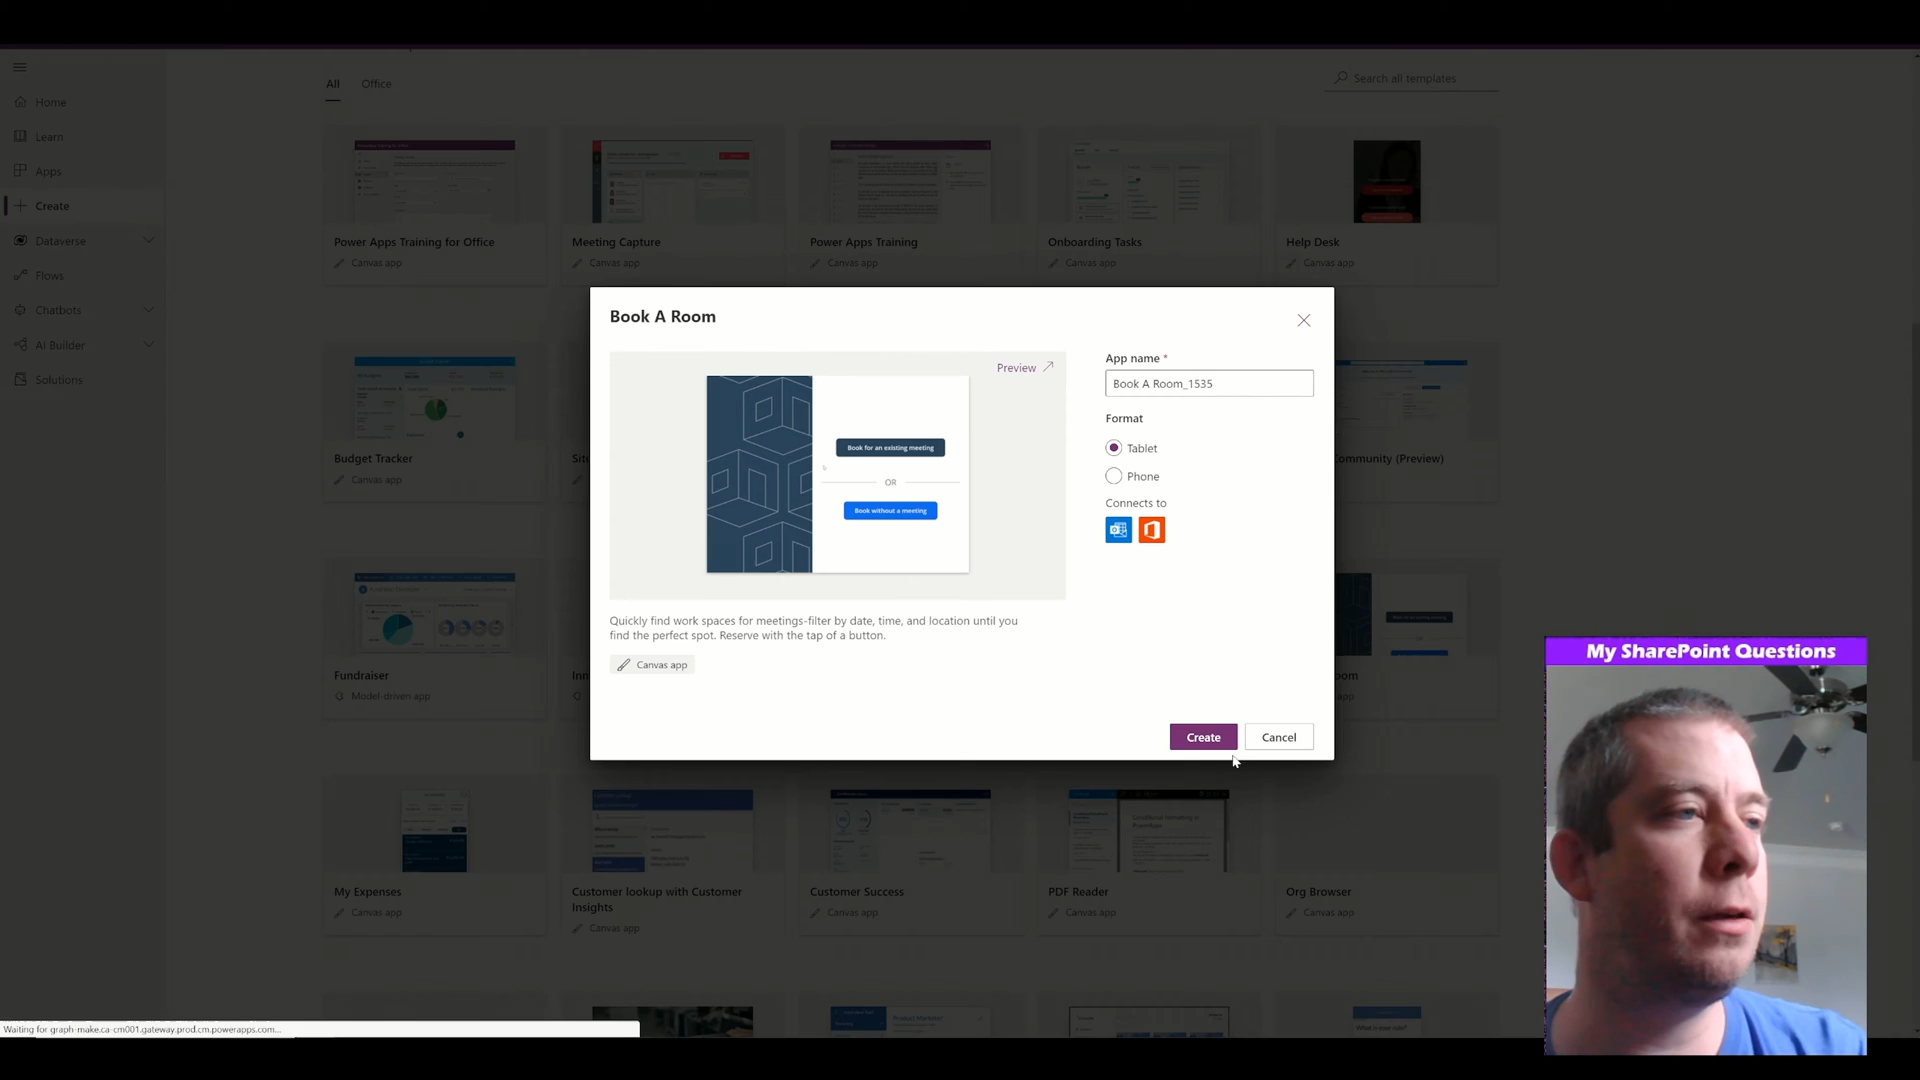 All
Office
Search all templates
Home
Learn
Apps
Create
Dataverse
Flows
Chatbots
AI Builder
Solutions
Power Apps Training for Office
Canvas app
Meeting Capture
Canvas app
Power Apps Training
Canvas app
Onboarding Tasks
Canvas app
Help Desk
Canvas app
Book A Room
Preview
Book for an existing meeting
OR
Book without a meeting
Quickly find work spaces for meetings-filter by date, time, and location until you
find the perfect spot. Reserve with the tap of a button.
Canvas app
App name *
Book A Room_1535
Format
Tablet
Phone
Connects to
Create
Cancel
Budget Tracker
Canvas app
Community (Preview)
Fundraiser
Model-driven app
My Expenses
Canvas app
Customer lookup with Customer
Insights
Canvas app
Customer Success
Canvas app
PDF Reader
Canvas app
Org Browser
Canvas app
My SharePoint Questions
Waiting for graph-make.ca-cm001.gateway.prod.cm.powerapps.com...